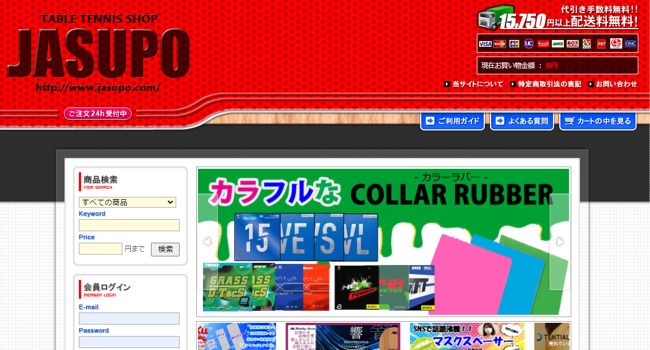 TABLE TENNIS SHOP
JASUPO
http://www.jasupo.com/
ご注文24h受付中
代引き手数料無料!!
15,750円以上配送料無料!
VISA
現在お買い物金額 : 0円
当サイトについて
特定商取引法の表記
お問い合わせ
ご利用ガイド
よくある質問
カートの中を見る
商品検索
ITEM SEARCH
すべての商品
Keyword
Price
円まで
検索
会員ログイン
MEMBER LOGIN
E-mail
Password
- カラーラバー -
カラフルな COLLAR RUBBER
15
VE
VS
VL
GRASS
D.TecS
SNSで話題沸騰!!
マスクスペーサー
響
TENTIAL